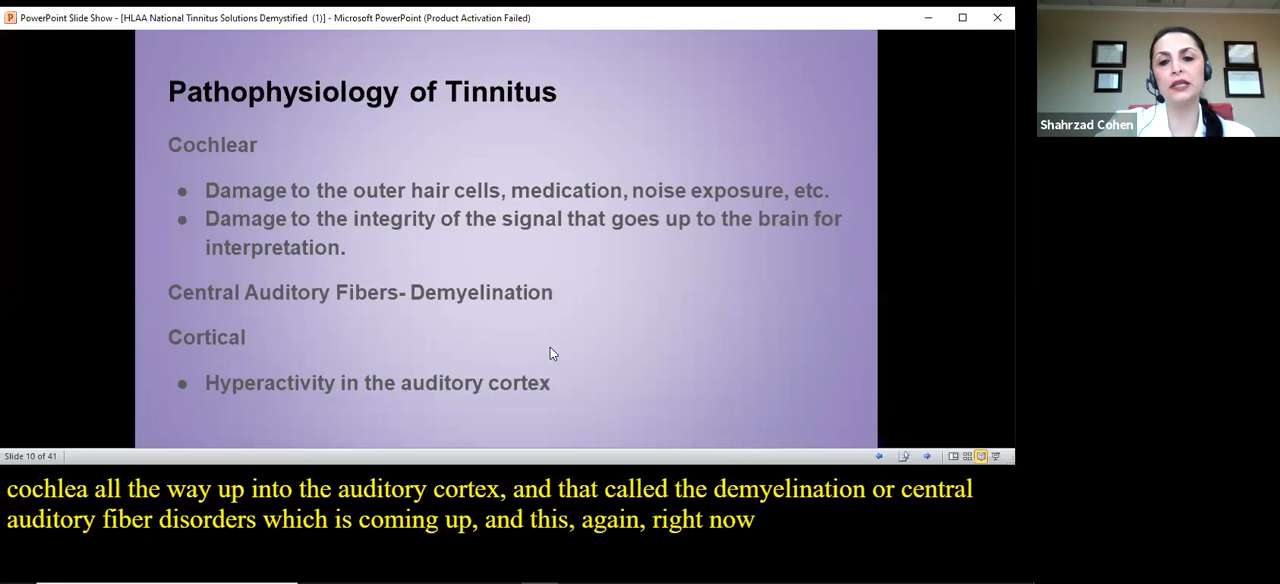 PowerPoint Slide Show - [HLAA National Tinnitus Solutions Demystified (1)] - Microsoft PowerPoint (Product Activation Failed)
Pathophysiology of Tinnitus
Cochlear
● Damage to the outer hair cells, medication, noise exposure, etc.
● Damage to the integrity of the signal that goes up to the brain for
interpretation.
Central Auditory Fibers- Demyelination
Cortical
● Hyperactivity in the auditory cortex
Slide 10 of 41
Shahrzad Cohen
cochlea all the way up into the auditory cortex, and that called the demyelination or central
auditory fiber disorders which is coming up, and this, again, right now